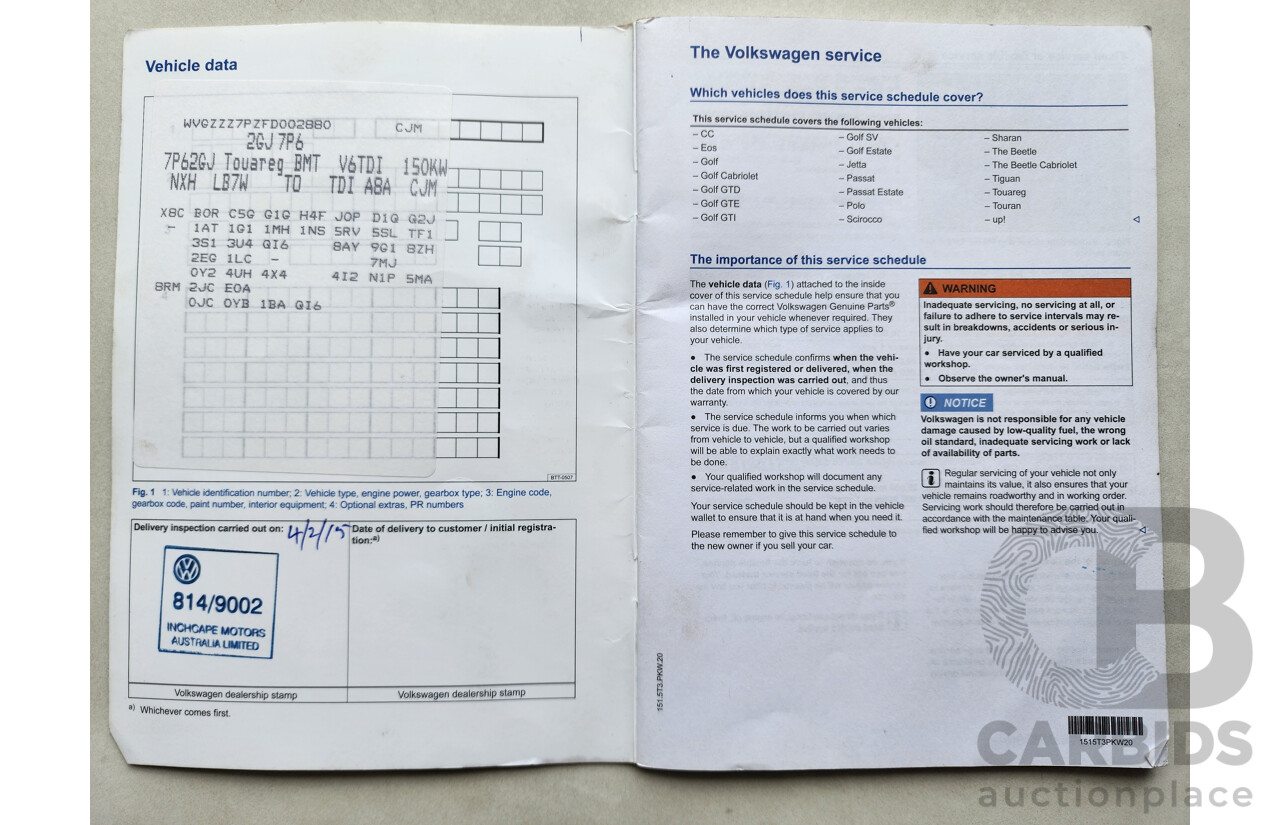 Vehicle data
WVGZZZ7PZFD002880 CJM
2GJ 7P6
7P62GJ Touareg BMT V6TDI 150KW
NXH LB7W TO TDI A8A CJM
X8C B0R C5G G1G H4F J0P D1G G2J
- 1AT 1G1 1MH 1NS 5RV 5SL TF1
3S1 3U4 QI6 8AY 9G1 8ZH
2EG 1LC - 7MJ
0Y2 4UH 4X4 4I2 N1P 5MA
8RM 2JC E0A
0JC 0YB 1BA QI6
BTT-0507
Fig. 1 1: Vehicle identification number; 2: Vehicle type, engine power, gearbox type; 3: Engine code,
gearbox code, paint number, interior equipment; 4: Optional extras, PR numbers
Delivery inspection carried out on: 4/2/15
Date of delivery to customer / initial registra-
tion:a)
814/9002
INCHCAPE MOTORS
AUSTRALIA LIMITED
Volkswagen dealership stamp
Volkswagen dealership stamp
a) Whichever comes first.
The Volkswagen service
Which vehicles does this service schedule cover?
This service schedule covers the following vehicles:
– CC
– Eos
– Golf
– Golf Cabriolet
– Golf GTD
– Golf GTE
– Golf GTI
– Golf SV
– Golf Estate
– Jetta
– Passat
– Passat Estate
– Polo
– Scirocco
– Sharan
– The Beetle
– The Beetle Cabriolet
– Tiguan
– Touareg
– Touran
– up!
The importance of this service schedule
The vehicle data (Fig. 1) attached to the inside
cover of this service schedule help ensure that you
can have the correct Volkswagen Genuine Parts®
installed in your vehicle whenever required. They
also determine which type of service applies to
your vehicle.
● The service schedule confirms when the vehi-
cle was first registered or delivered, when the
delivery inspection was carried out, and thus
the date from which your vehicle is covered by our
warranty.
● The service schedule informs you when which
service is due. The work to be carried out varies
from vehicle to vehicle, but a qualified workshop
will be able to explain exactly what work needs to
be done.
● Your qualified workshop will document any
service-related work in the service schedule.
Your service schedule should be kept in the vehicle
wallet to ensure that it is at hand when you need it.
Please remember to give this service schedule to
the new owner if you sell your car.
WARNING
Inadequate servicing, no servicing at all, or
failure to adhere to service intervals may re-
sult in breakdowns, accidents or serious in-
jury.
● Have your car serviced by a qualified
workshop.
● Observe the owner's manual.
NOTICE
Volkswagen is not responsible for any vehicle
damage caused by low-quality fuel, the wrong
oil standard, inadequate servicing work or lack
of availability of parts.
Regular servicing of your vehicle not only
maintains its value, it also ensures that your
vehicle remains roadworthy and in working order.
Servicing work should therefore be carried out in
accordance with the maintenance table. Your quali-
fied workshop will be happy to advise you.
151.5T3.PKW.20
1515T3PKW20
CARBIDS
auctionplace